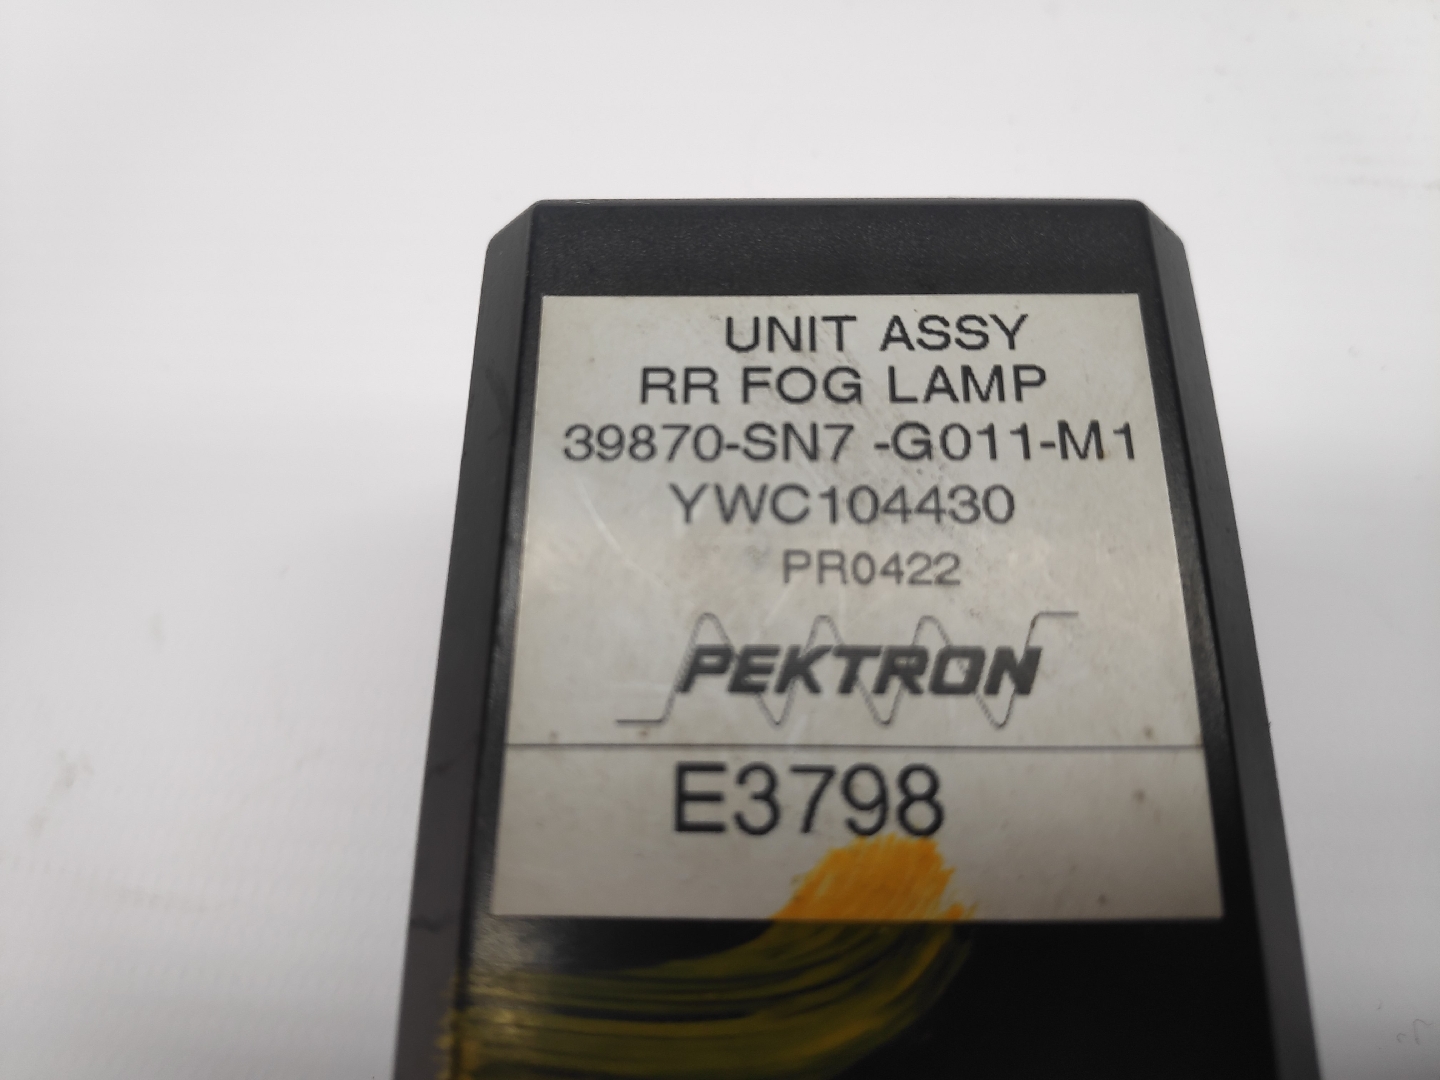 UNIT ASSY
RR FOG LAMP
39870-SN7 -G011-M1
YWC104430
PR0422
PEKTRON
E3798